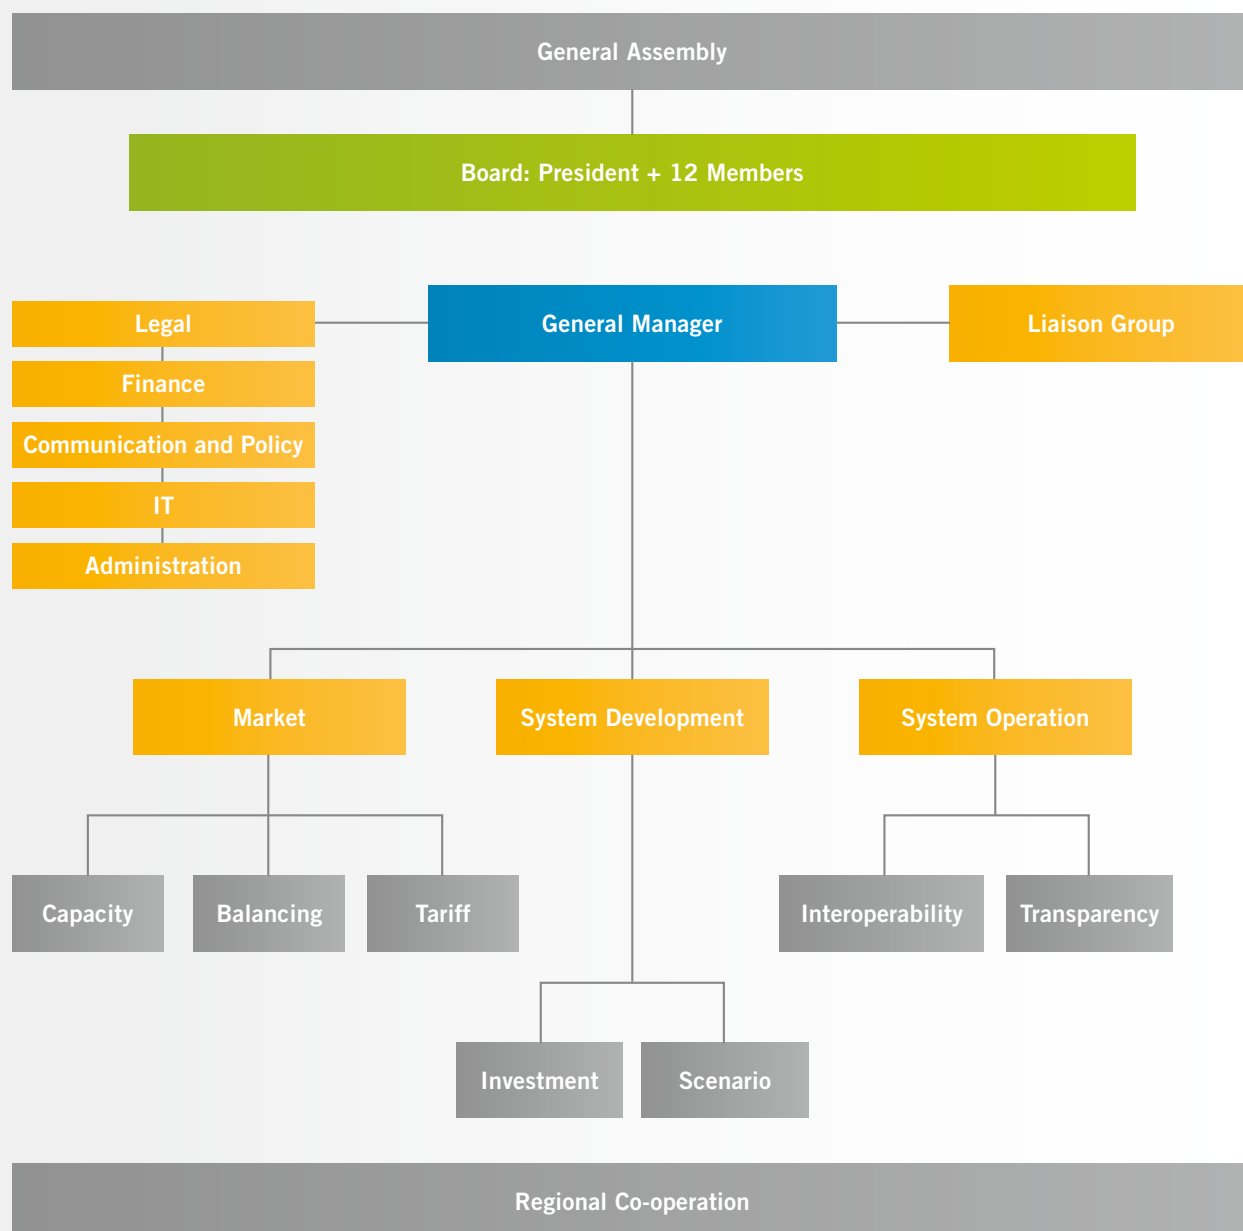 General Assembly
Board: President + 12 Members
General Manager
Liaison Group
Legal
Finance
Communication and Policy
IT
Administration
Market
System Development
System Operation
Capacity
Balancing
Tariff
Interoperability
Transparency
Investment
Scenario
Regional Co-operation